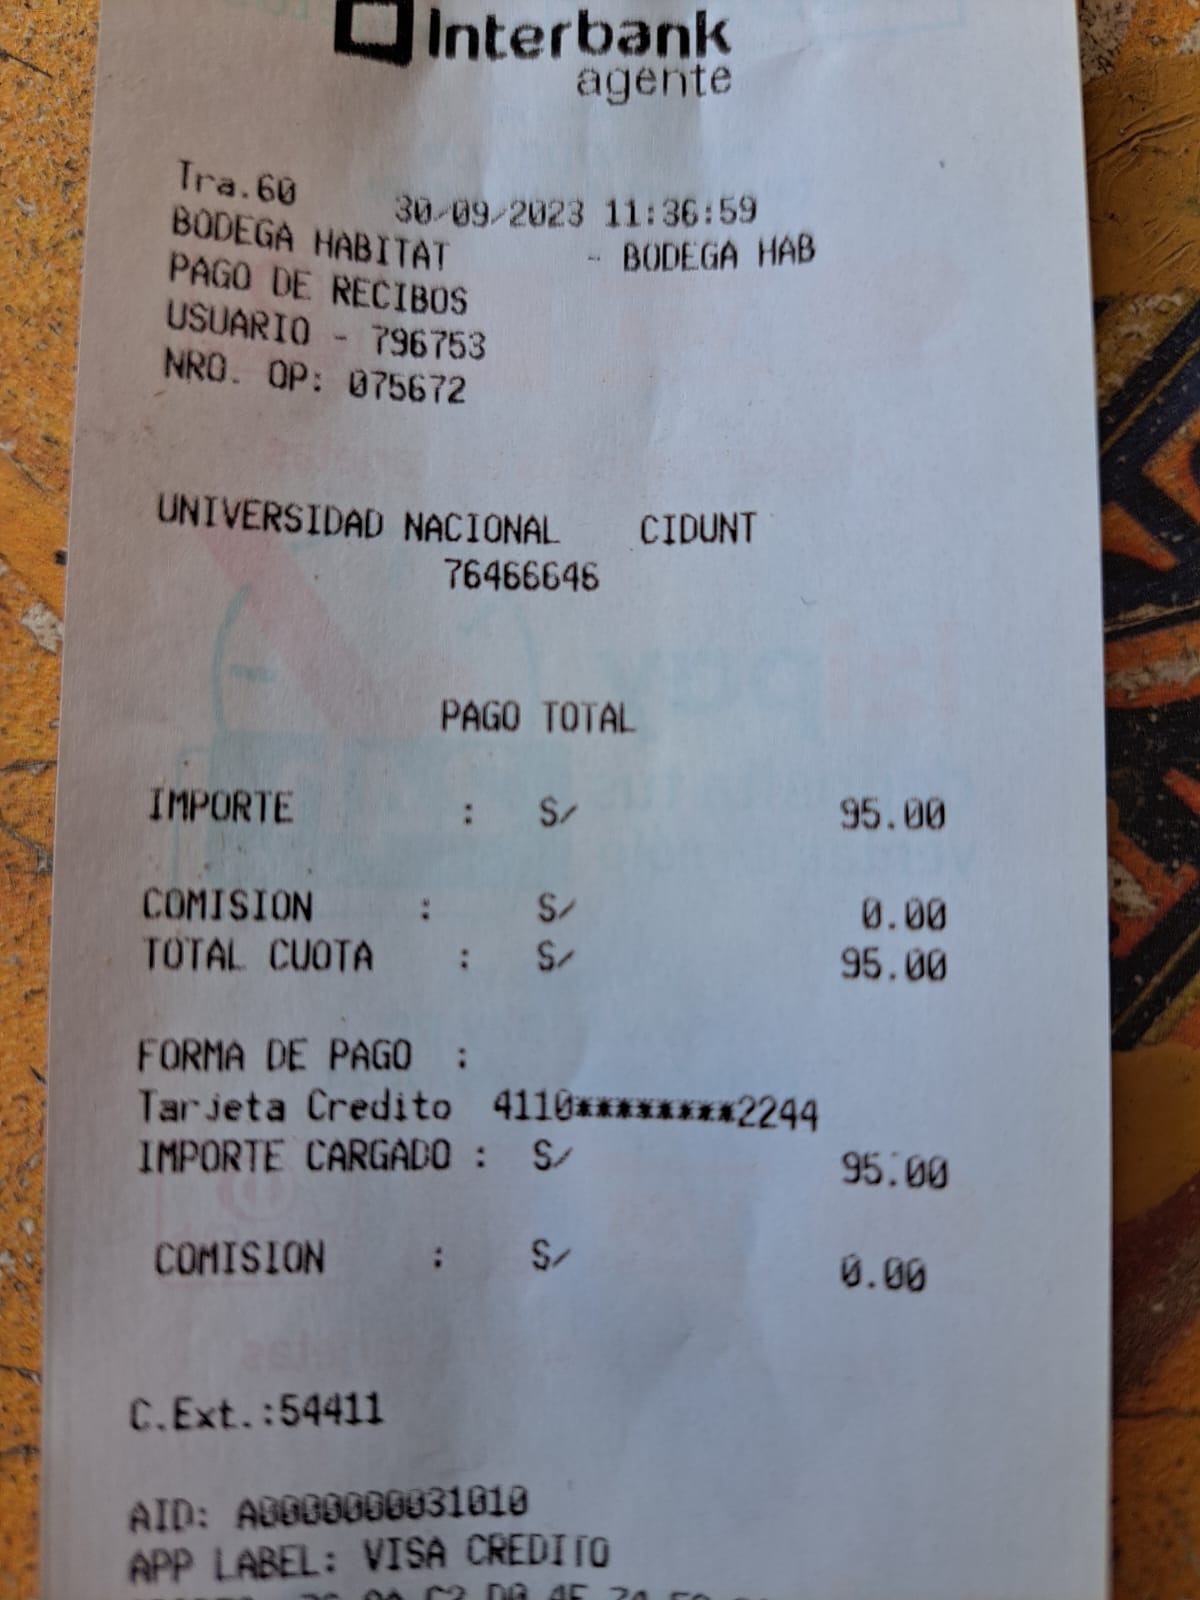 Interbank
agente
Tra.60 30/09/2023 11:36:59
BODEGA HABITAT - BODEGA HAB
PAGO DE RECIBOS
USUARIO - 796753
NRO. OP: 075672
UNIVERSIDAD NACIONAL CIDUNT
76466646
PAGO TOTAL
IMPORTE : S/ 95.00
COMISION : S/ 0.00
TOTAL CUOTA : S/ 95.00
FORMA DE PAGO :
Tarjeta Credito 4110********2244
IMPORTE CARGADO : S/ 95.00
COMISION : S/ 0.00
C.Ext.:54411
AID: A0000000031010
APP LABEL: VISA CREDITO